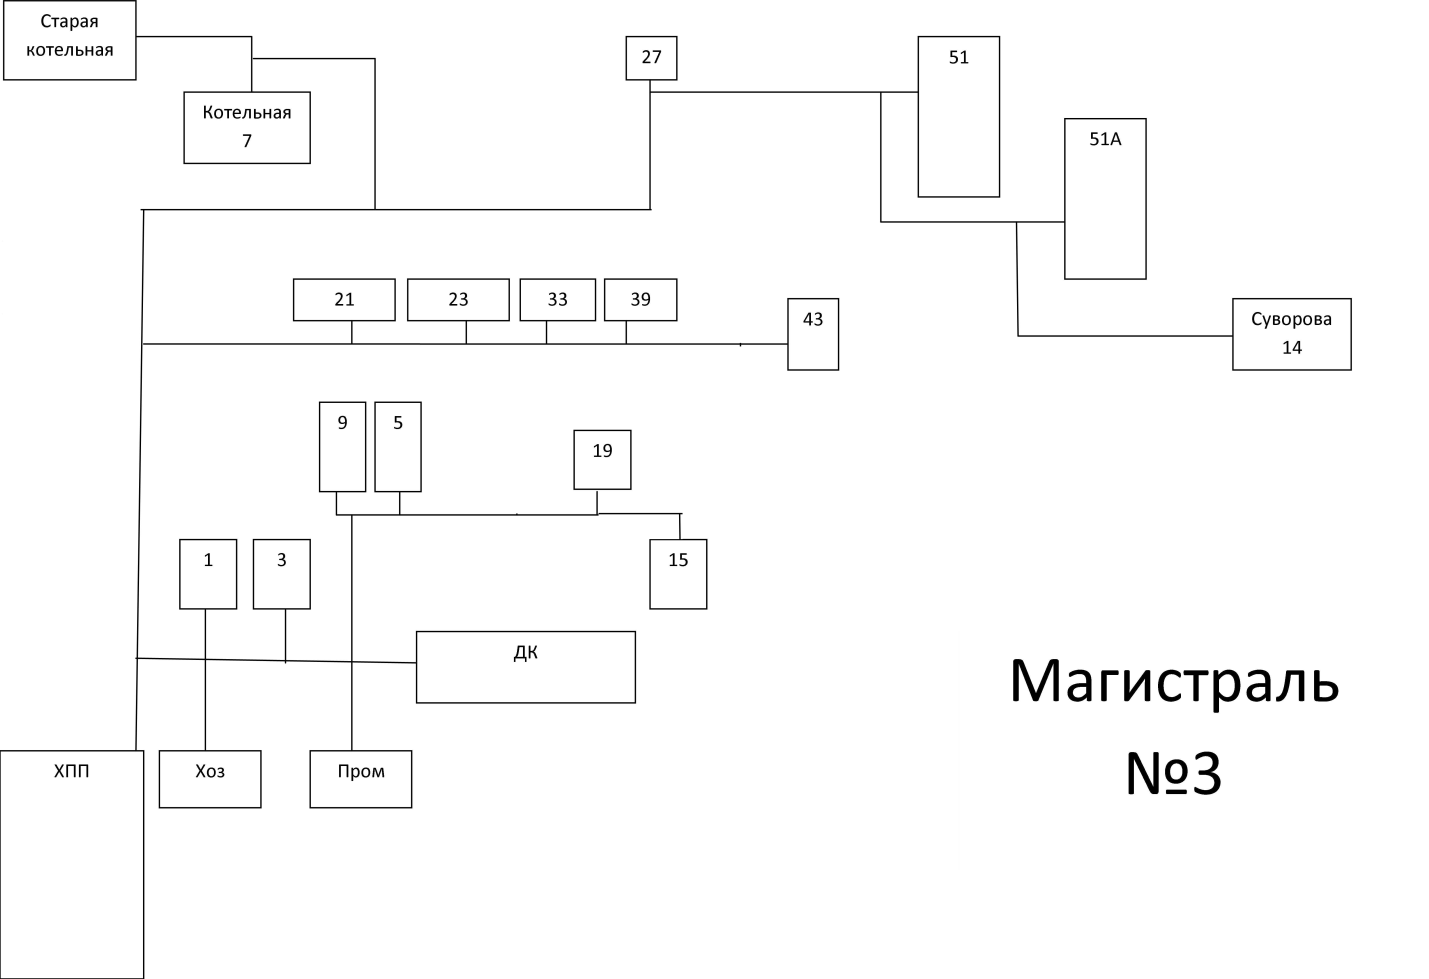 Старая
котельная
Котельная
7
27
51
51А
21
23
33
39
43
Суворова
14
9
5
19
1
3
15
ДК
Магистраль
№3
ХПП
Хоз
Пром